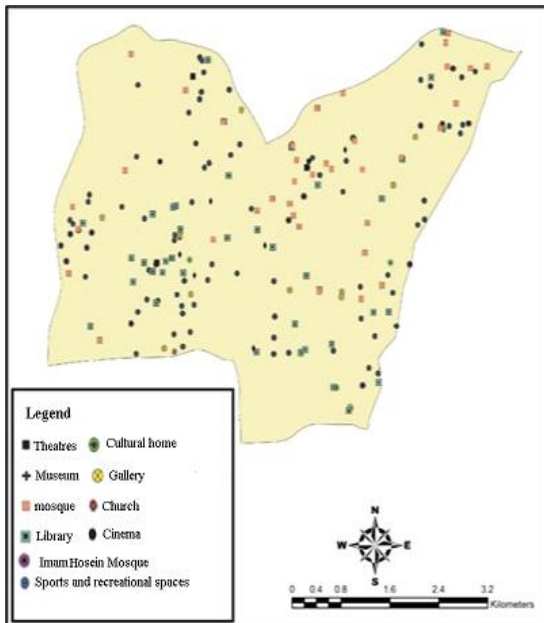 Legend
Theatres Cultural home
Museum Gallery
mosque Church
Library Cinema
Imam Hosein Mosque
Sports and recreational spaces
N
W E
S
0 0.4 0.8 1.6 2.4 3.2
Kilometers